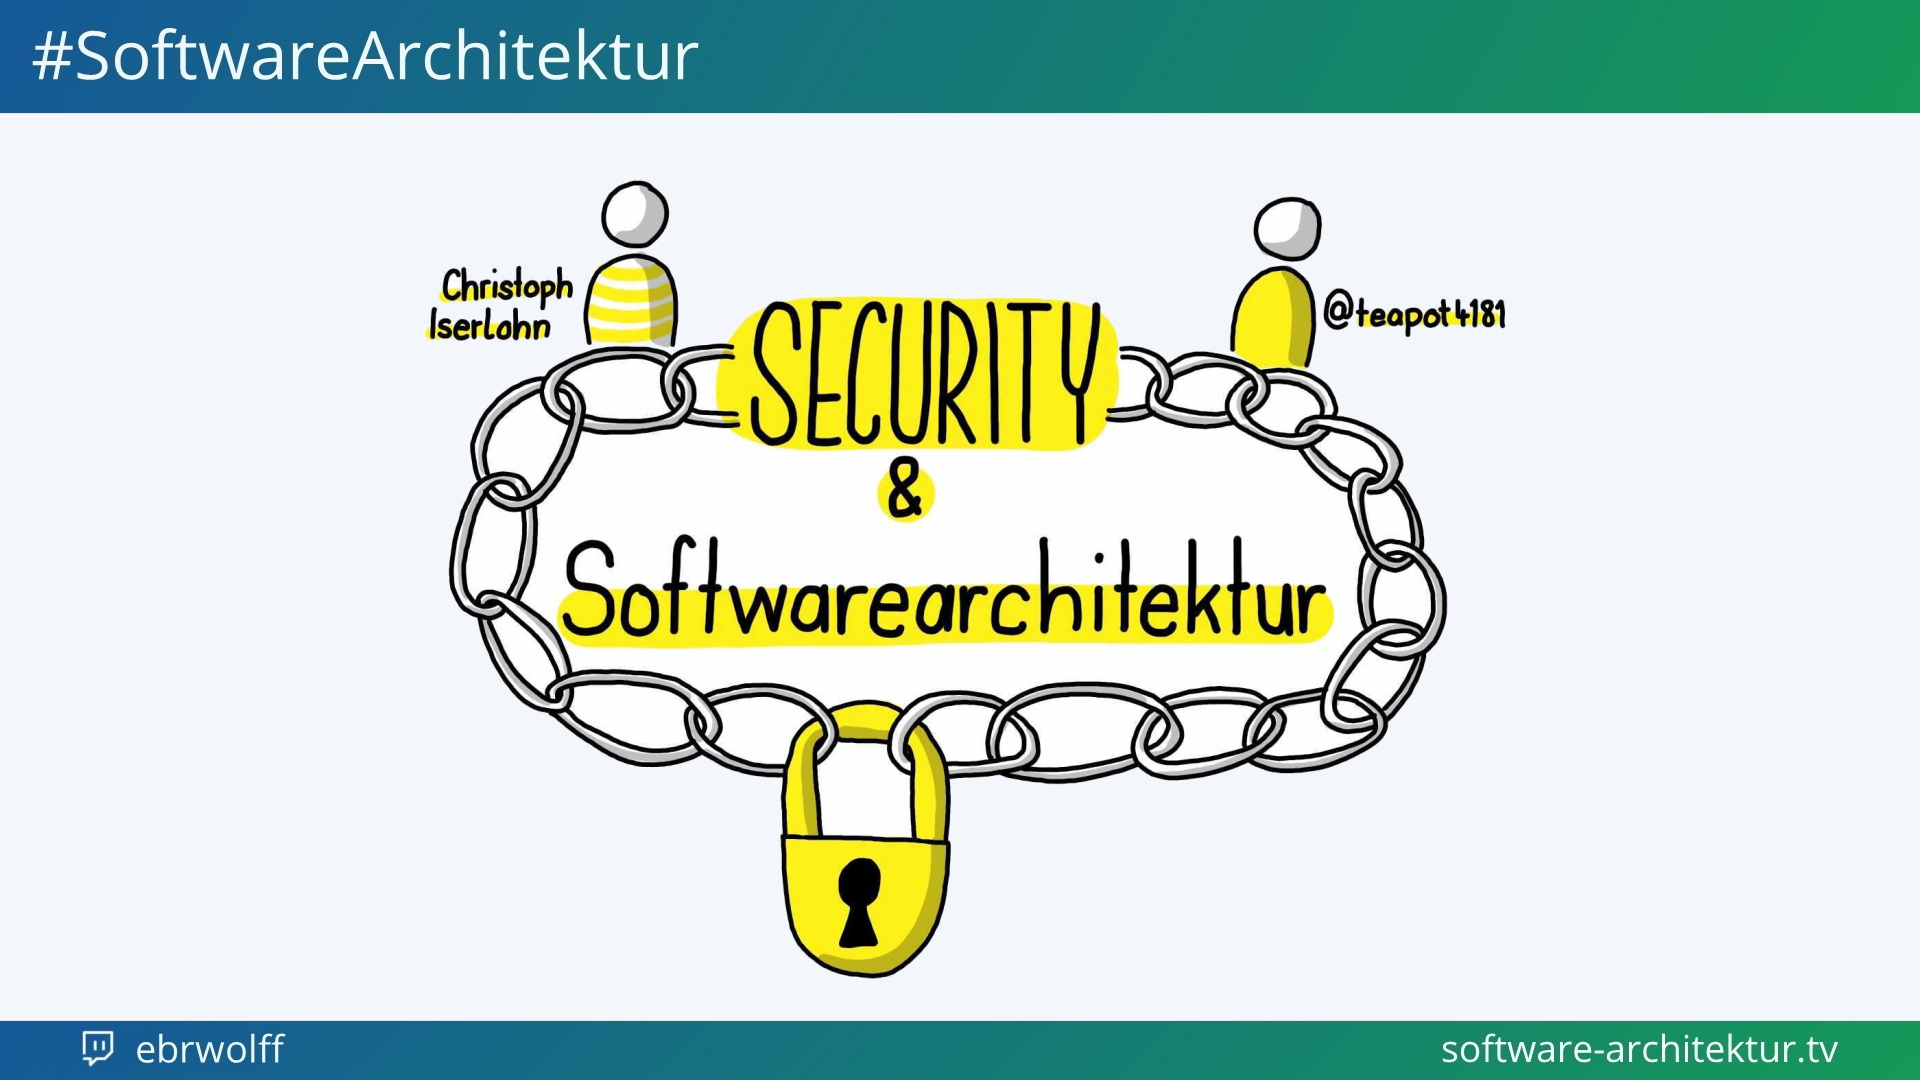 #SoftwareArchitektur
Christoph
Iserlohn
@teapot4181
SECURITY
&
Softwarearchitektur
ebrwolff
software-architektur.tv